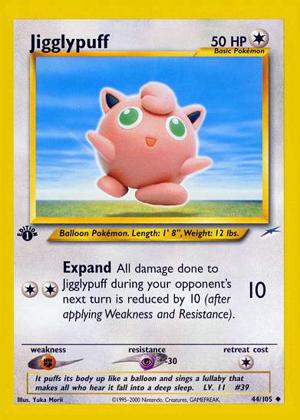 Jigglypuff
50 HP
Basic Pokémon
EDITION
1
Balloon Pokémon. Length: 1' 8", Weight: 12 lbs.
Expand All damage done to
Jigglypuff during your opponent's
next turn is reduced by 10 (after
applying Weakness and Resistance).
10
weakness
resistance
retreat cost
-30
It puffs its body up like a balloon and sings a lullaby that
makes all who hear it fall into a deep sleep. LV. 11 #39
Illus. Yuka Morii
©1995-2000 Nintendo, Creatures, GAMEFREAK.
44/105